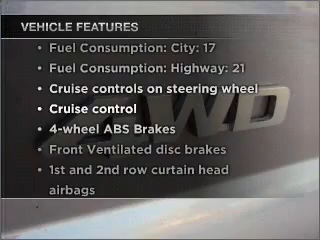 VEHICLE FEATURES
• Fuel Consumption: City: 17
• Fuel Consumption: Highway: 21
• Cruise controls on steering wheel
• Cruise control
• 4-wheel ABS Brakes
• Front Ventilated disc brakes
• 1st and 2nd row curtain head
airbags
4WD